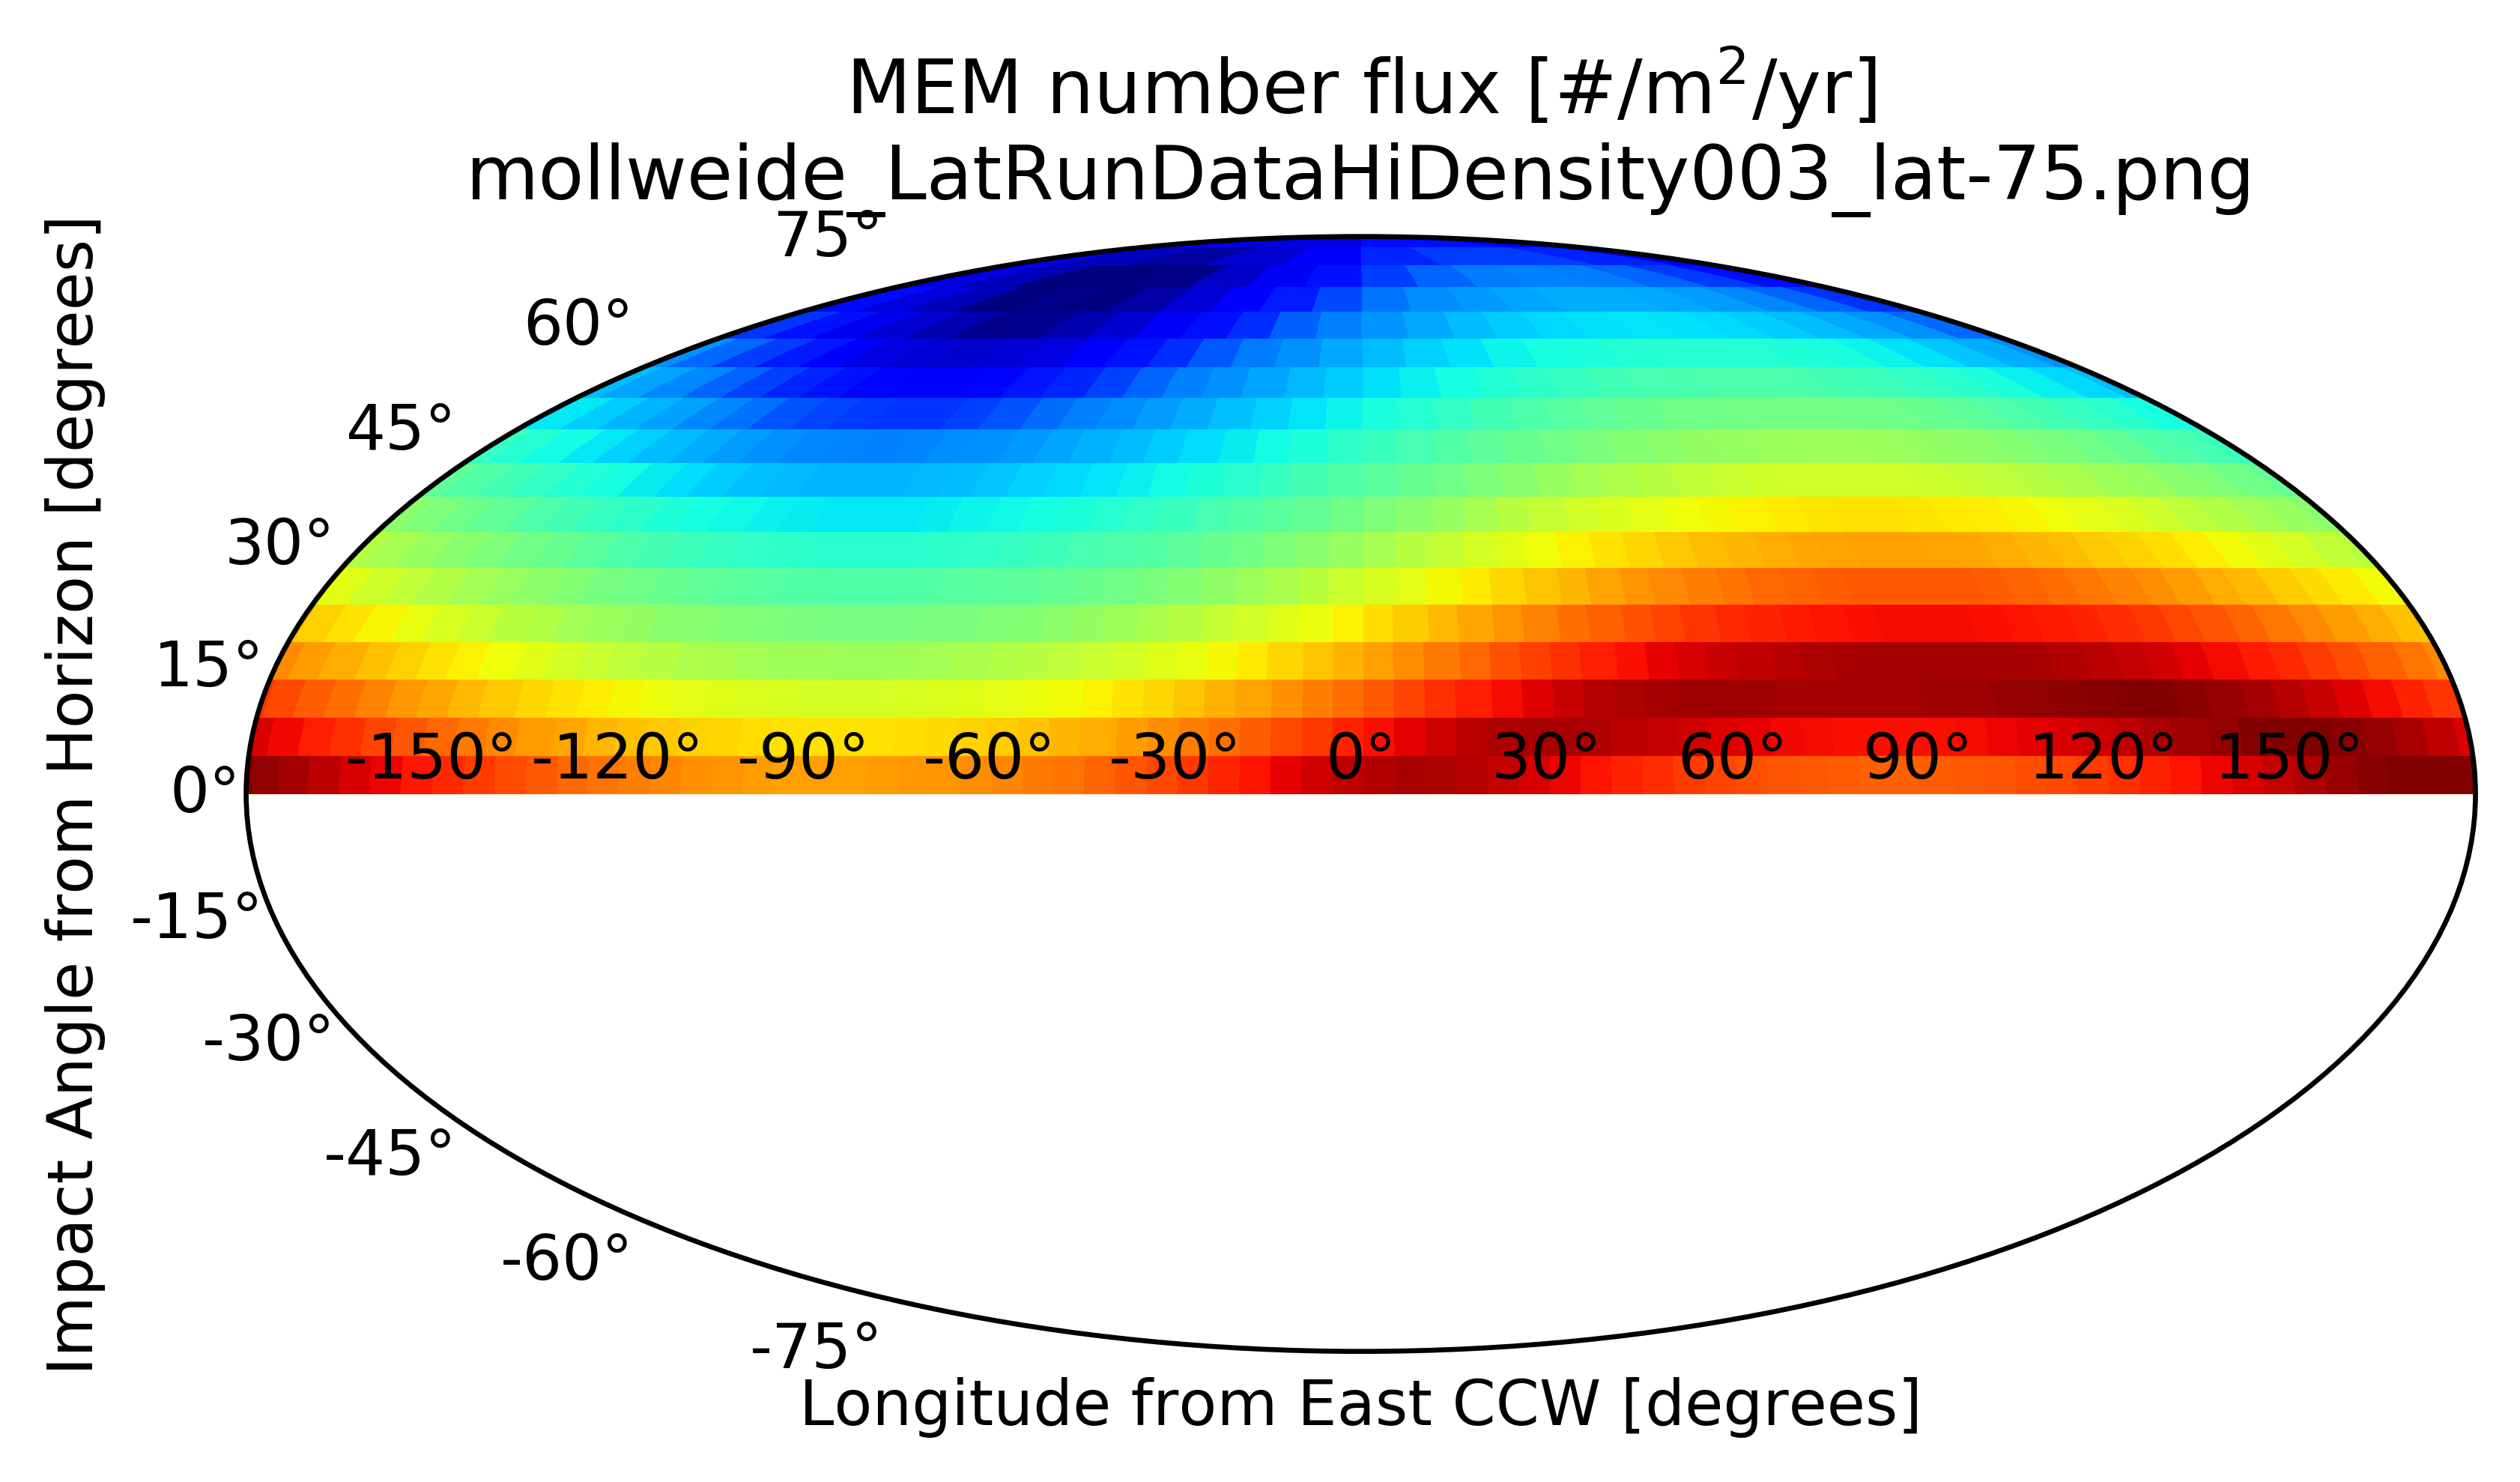 MEM number flux [#/m²/yr]
mollweide_LatRunDataHiDensity003_lat-75.png
Impact Angle from Horizon [degrees]
75°
60°
45°
30°
15°
0°
-150° -120° -90° -60° -30° 0° 30° 60° 90° 120° 150°
-15°
-30°
-45°
-60°
-75°
Longitude from East CCW [degrees]